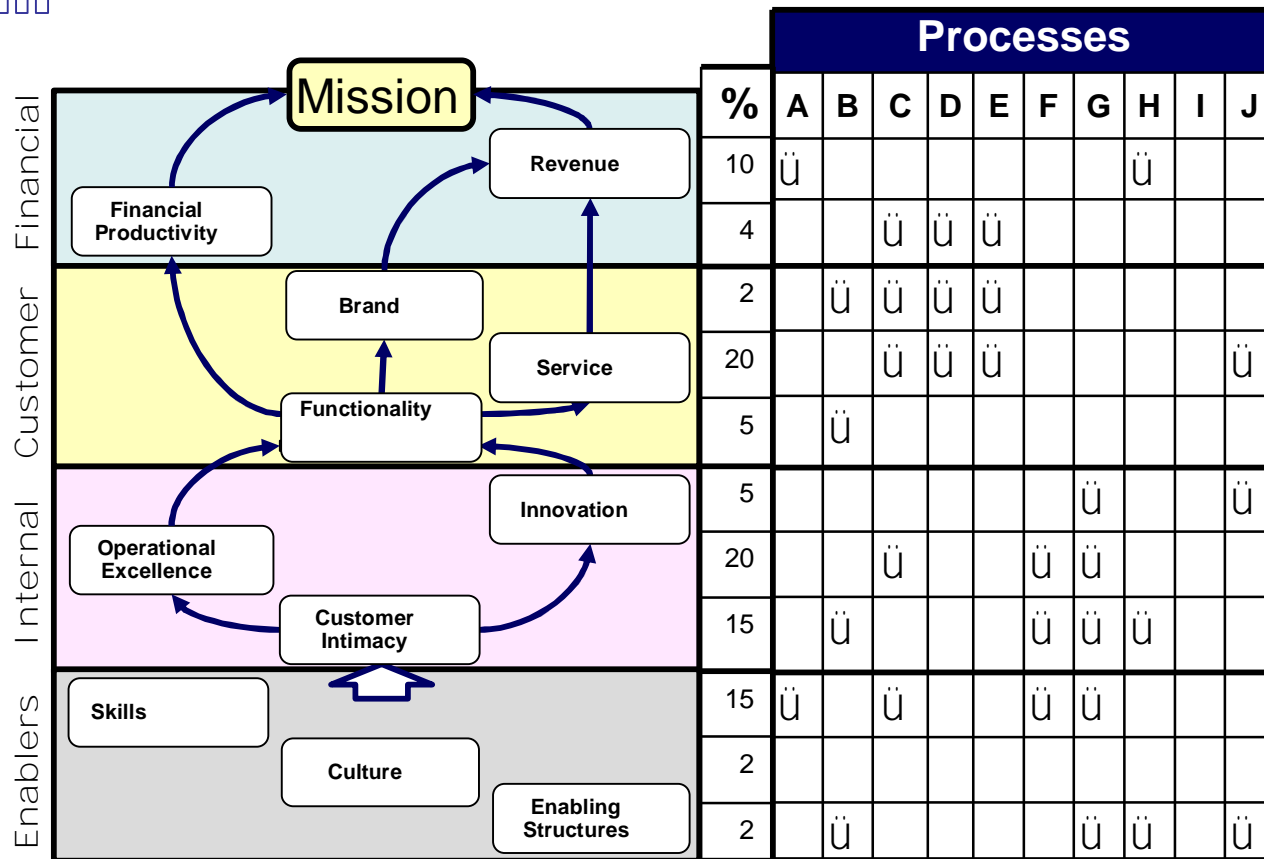 Processes
% A B C D E F G H I J
Mission
Financial
Revenue
Financial
Productivity
10 ü ü
4 ü ü ü
Customer
Brand
Service
Functionality
2 ü ü ü ü
20 ü ü ü ü
5 ü
Internal
Innovation
Operational
Excellence
Customer
Intimacy
5 ü ü
20 ü ü ü
15 ü ü ü ü
Enablers
Skills
Culture
Enabling
Structures
15 ü ü ü ü
2
2 ü ü ü ü